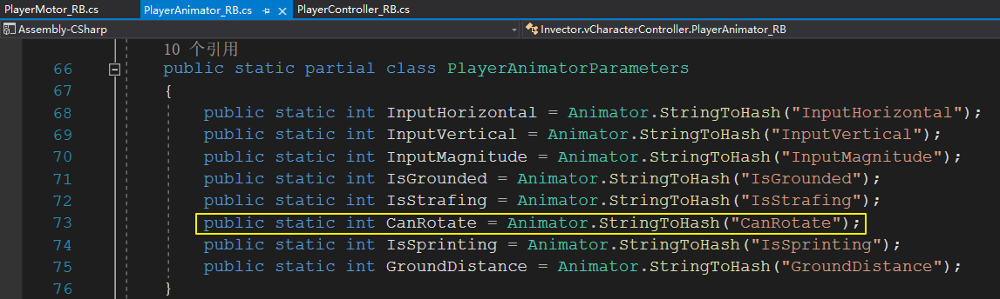 PlayerMotor_RB.cs PlayerAnimator_RB.cs PlayerController_RB.cs
Assembly-CSharp Invector.vCharacterController.PlayerAnimator_RB
10 个引用
66 public static partial class PlayerAnimatorParameters
67 {
68 public static int InputHorizontal = Animator.StringToHash("InputHorizontal");
69 public static int InputVertical = Animator.StringToHash("InputVertical");
70 public static int InputMagnitude = Animator.StringToHash("InputMagnitude");
71 public static int IsGrounded = Animator.StringToHash("IsGrounded");
72 public static int IsStrafing = Animator.StringToHash("IsStrafing");
73 public static int CanRotate = Animator.StringToHash("CanRotate");
74 public static int IsSprinting = Animator.StringToHash("IsSprinting");
75 public static int GroundDistance = Animator.StringToHash("GroundDistance");
76 }